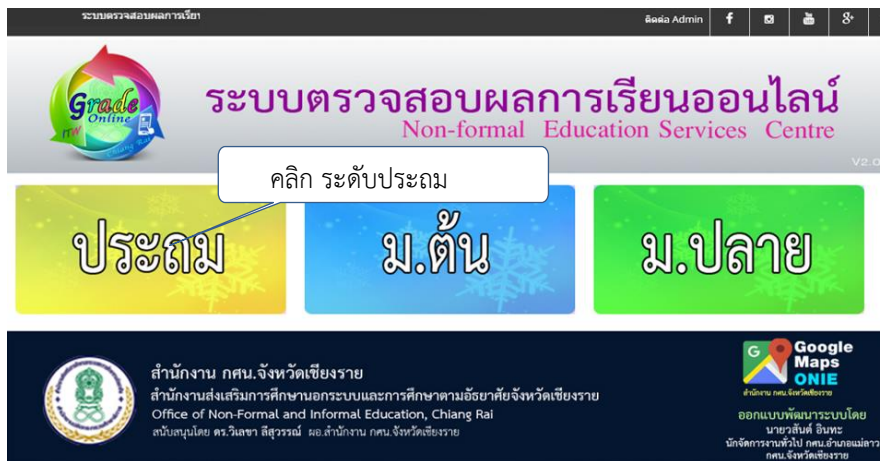 ระบบตรวจสอบผลการเรีย
ติดต่อ Admin
Grade
Online
ITW
Chiang Rai
ระบบตรวจสอบผลการเรียนออนไลน์
Non-formal Education Services Centre
V2.0
คลิก ระดับประถม
ประถม
ม.ต้น
ม.ปลาย
สำนักงาน กศน.จังหวัดเชียงราย
สำนักงานส่งเสริมการศึกษานอกระบบและการศึกษาตามอัธยาศัยจังหวัดเชียงราย
Office of Non-Formal and Informal Education, Chiang Rai
สนับสนุนโดย ดร.วิเลขา ลีสุวรรณ์ ผอ.สำนักงาน กศน.จังหวัดเชียงราย
Google
Maps
ONIE
สำนักงาน กศน.จังหวัดเชียงราย
ออกแบบพัฒนาระบบโดย
นายวสันต์ อินทะ
นักจัดการงานทั่วไป กศน.อำเภอแม่ลาว
กศน.จังหวัดเชียงราย